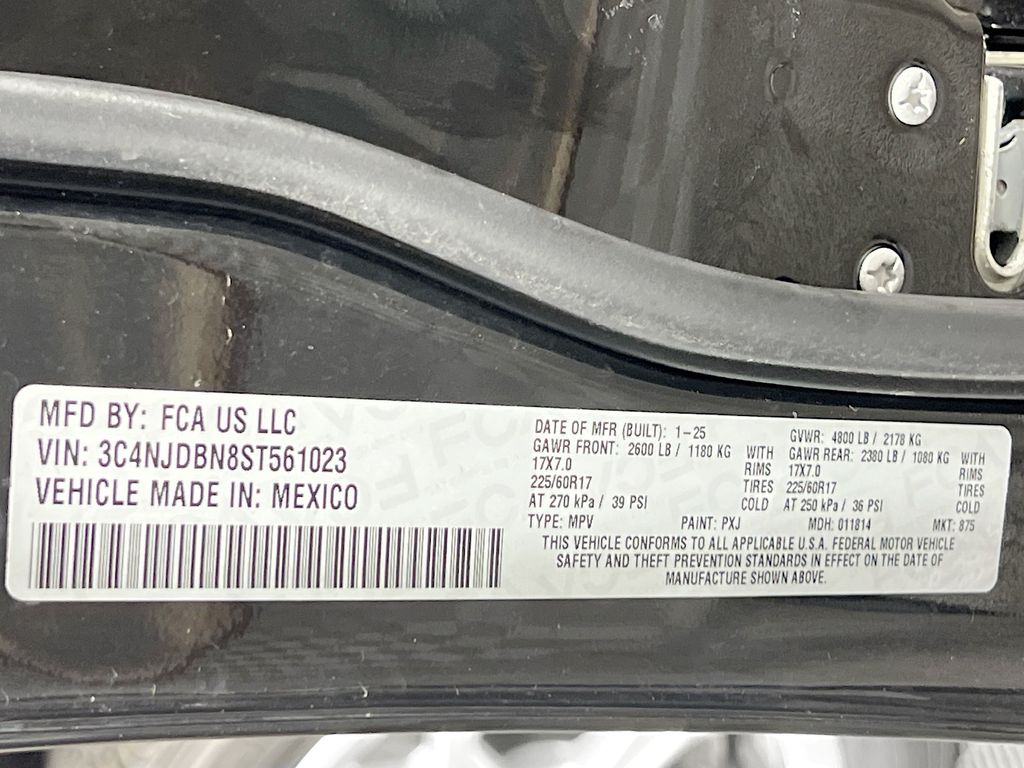 MFD BY: FCA US LLC
VIN: 3C4NJDBN8ST561023
VEHICLE MADE IN: MEXICO
DATE OF MFR (BUILT): 1-25
GVWR: 4800 LB / 2178 KG
GAWR FRONT: 2600 LB / 1180 KG WITH
GAWR REAR: 2380 LB / 1080 KG WITH
17X7.0 RIMS
17X7.0 RIMS
225/60R17 TIRES
225/60R17 TIRES
AT 270 kPa / 39 PSI COLD
AT 250 kPa / 36 PSI COLD
TYPE: MPV PAINT: PXJ MDH: 011814 MKT: 875
THIS VEHICLE CONFORMS TO ALL APPLICABLE U.S.A. FEDERAL MOTOR VEHICLE
SAFETY AND THEFT PREVENTION STANDARDS IN EFFECT ON THE DATE OF
MANUFACTURE SHOWN ABOVE.